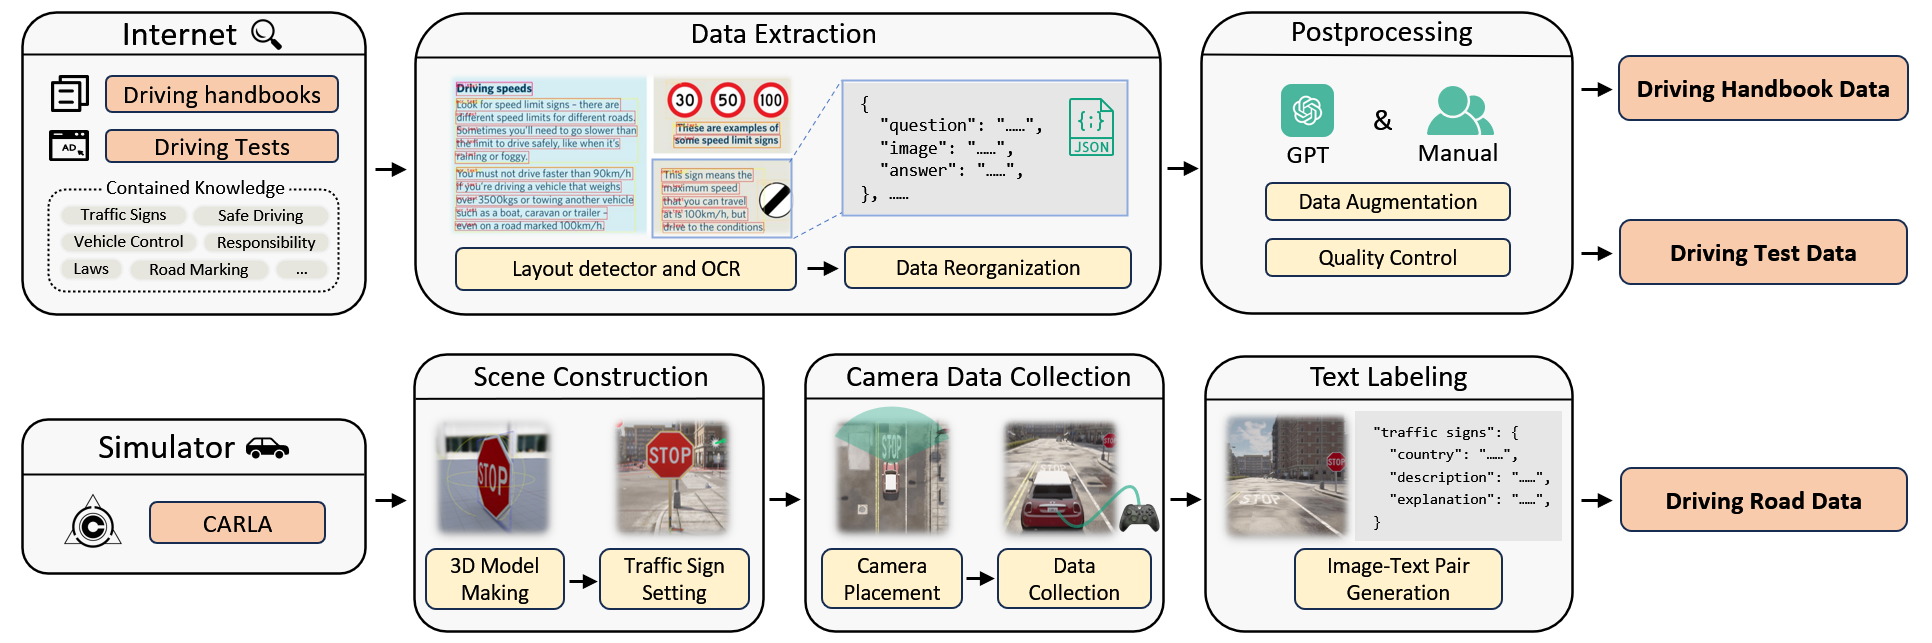 Internet
Driving handbooks
AD
Driving Tests
Contained Knowledge
Traffic Signs
Safe Driving
Vehicle Control
Responsibility
Laws
Road Marking
...
Data Extraction
Driving speeds
Look for speed limit signs – there are
different speed limits for different roads.
Sometimes you'll need to go slower than
the limit to drive safely, like when it's
raining or foggy.
You must not drive faster than 90km/h
if you're driving a vehicle that weighs
over 3500kgs or towing another vehicle
such as a boat, caravan or trailer –
even on a road marked 100km/h.
30 50 100
These are examples of
some speed limit signs
This sign means the
maximum speed
that you can travel
at is 100km/h, but
drive to the conditions.
{
"question": "……",
"image": "……",
"answer": "……",
}, ……
{;}
JSON
Layout detector and OCR
Data Reorganization
Postprocessing
GPT
&
Manual
Data Augmentation
Quality Control
Driving Handbook Data
Driving Test Data
Simulator
C
CARLA
Scene Construction
STOP
STOP
3D Model
Making
Traffic Sign
Setting
Camera Data Collection
STOP
STOP
STOP
Camera
Placement
Data
Collection
Text Labeling
STOP
STOP
"traffic signs": {
"country": "……",
"description": "……",
"explanation": "……",
}
Image-Text Pair
Generation
Driving Road Data